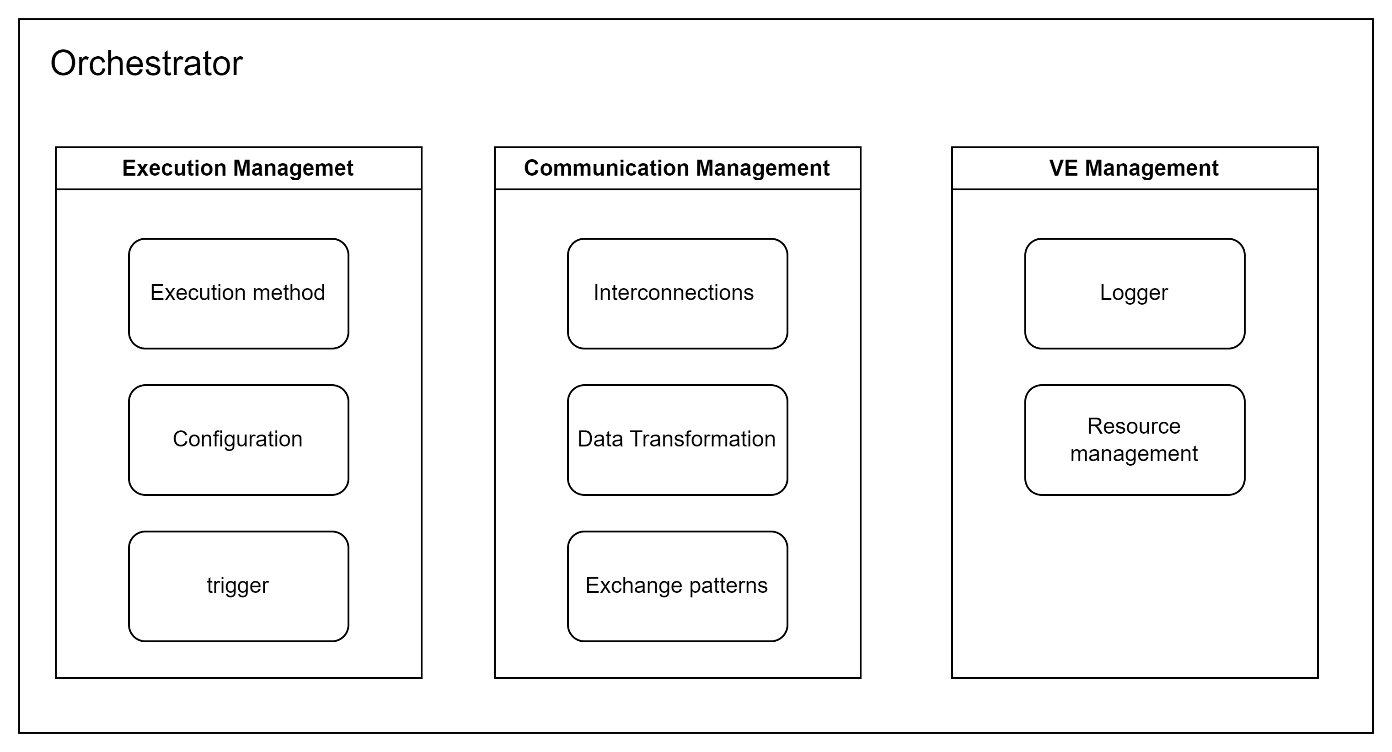 Orchestrator
Execution Managemet
Execution method
Configuration
trigger
Communication Management
Interconnections
Data Transformation
Exchange patterns
VE Management
Logger
Resource
management